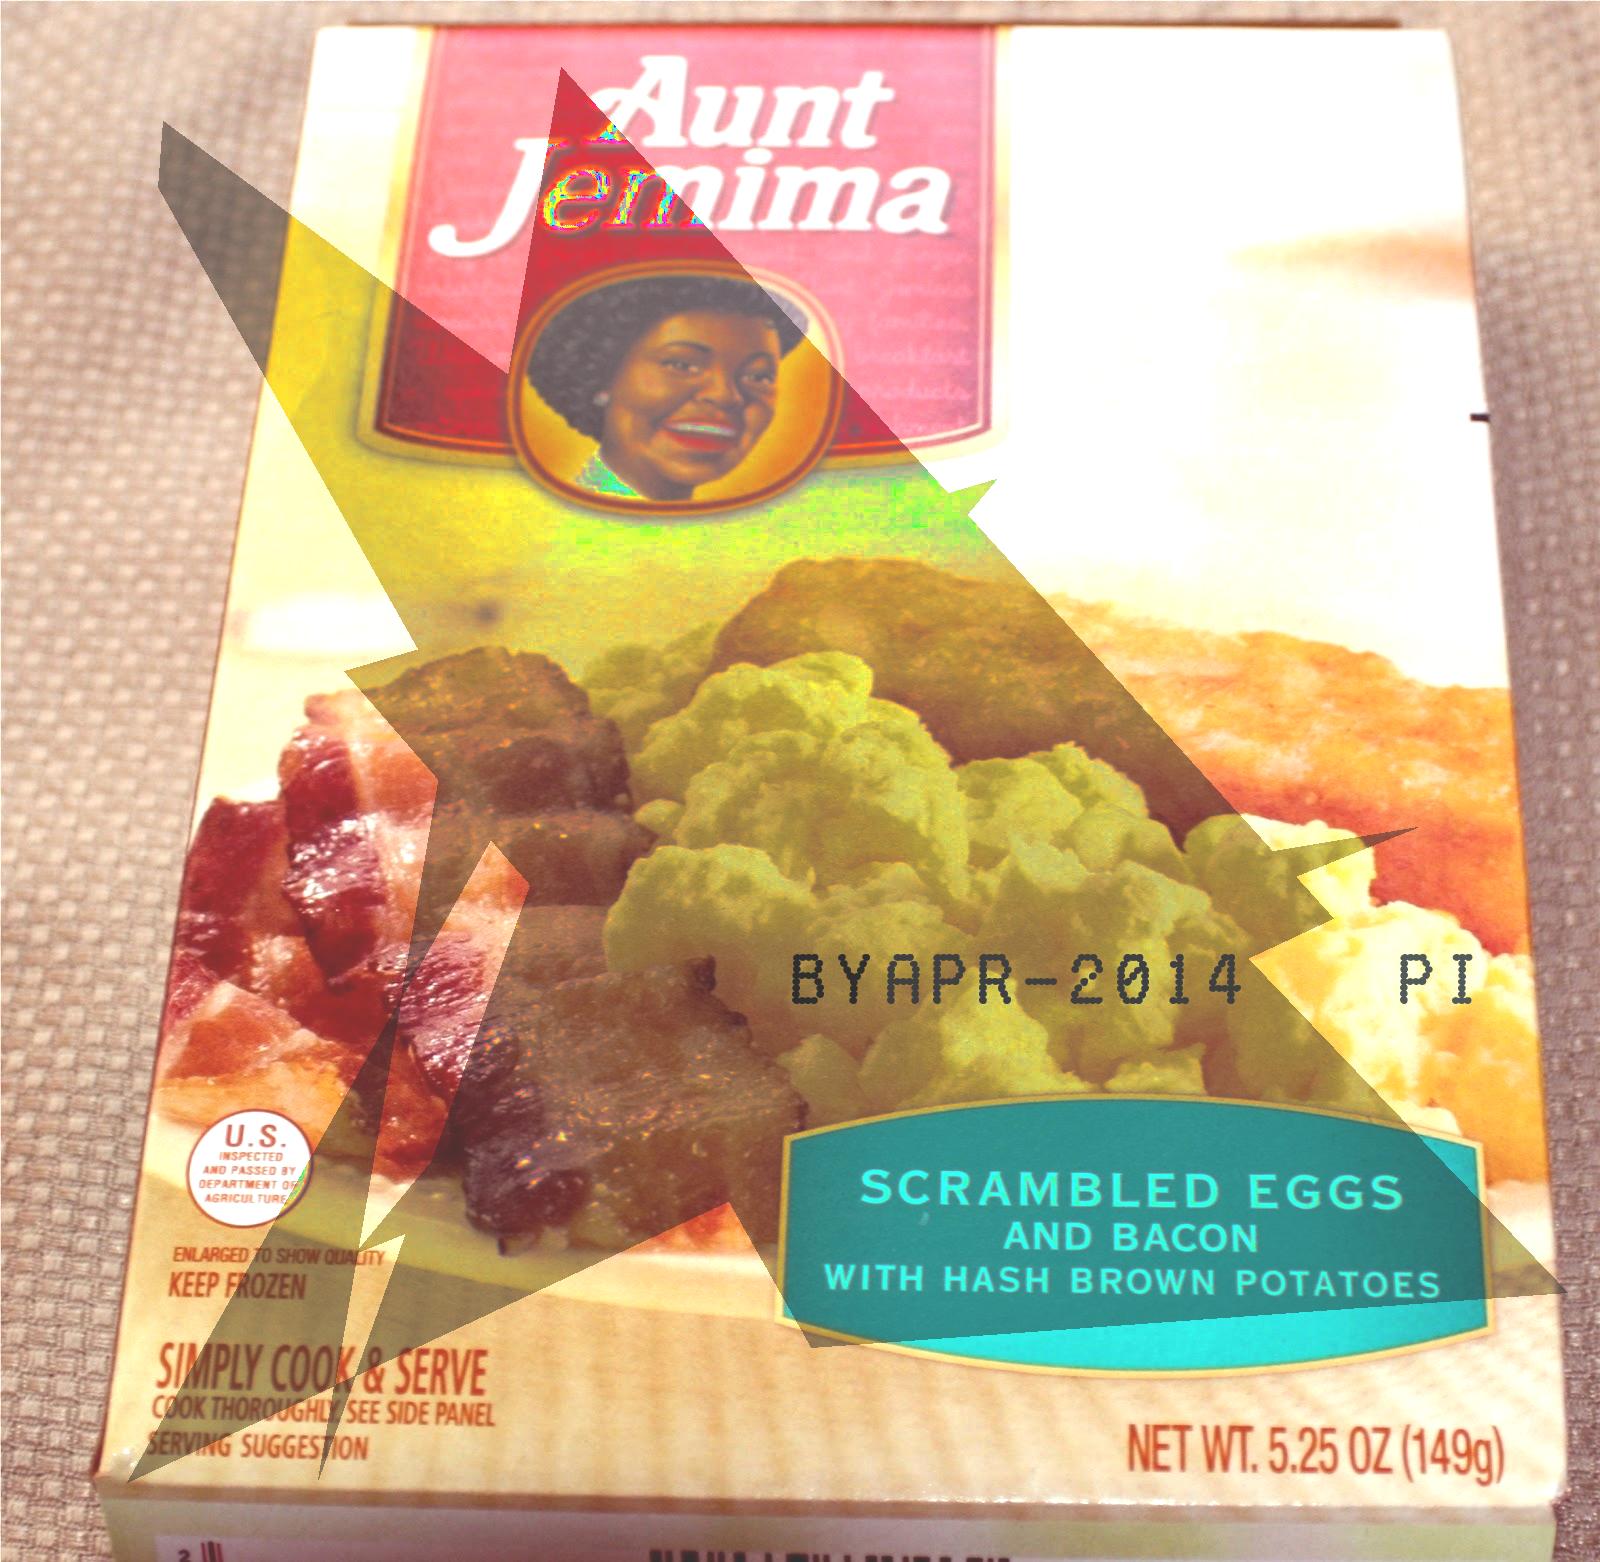 Aunt
Jemima
BYAPR-2014 PI
U.S.
INSPECTED
AND PASSED BY
DEPARTMENT OF
AGRICULTURE
SCRAMBLED EGGS
AND BACON
WITH HASH BROWN POTATOES
ENLARGED TO SHOW QUALITY
KEEP FROZEN
SIMPLY COOK & SERVE
COOK THOROUGHLY SEE SIDE PANEL
SERVING SUGGESTION
NET WT. 5.25 OZ (149g)
2